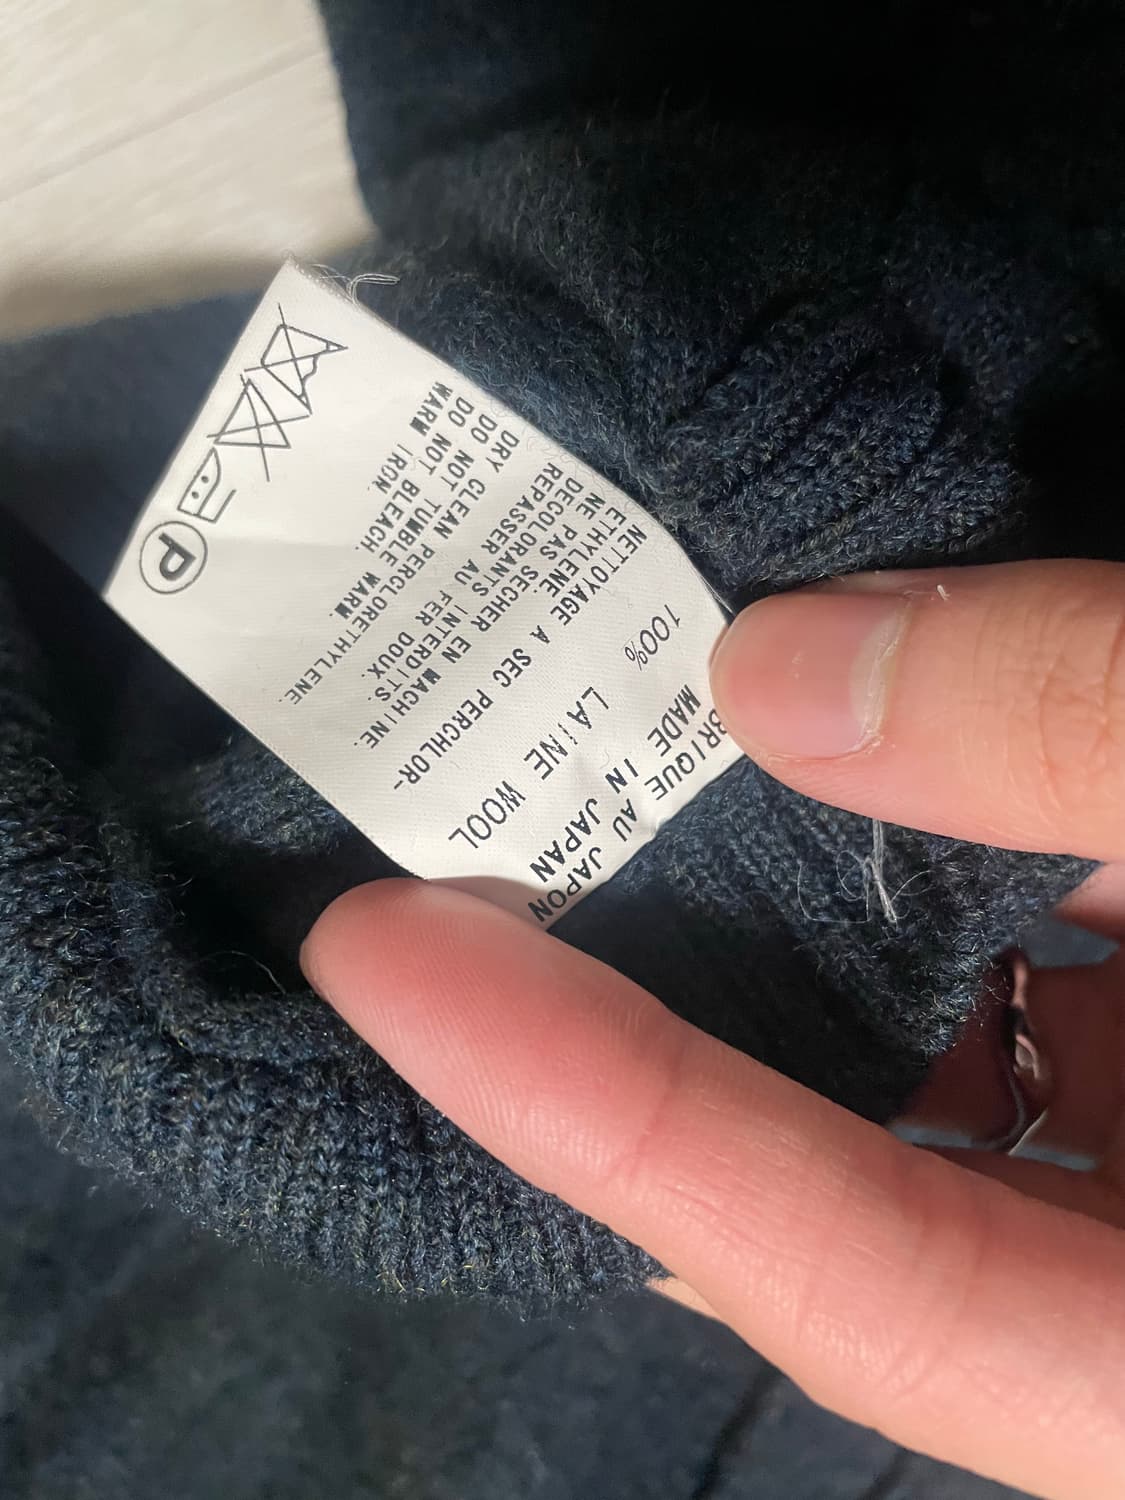 BRIQUE AU JAPON
MADE IN JAPAN
100% LAINE WOOL
NETTOYAGE A SEC PERCHLOR-
ETHYLENE.
NE PAS SECHER EN MACHINE.
DECOLORANTS INTERDITS.
REPASSER AU FER DOUX.
DRY CLEAN PERCLORETHYLENE.
DO NOT TUMBLE WARM.
DO NOT BLEACH.
WARM IRON.
P